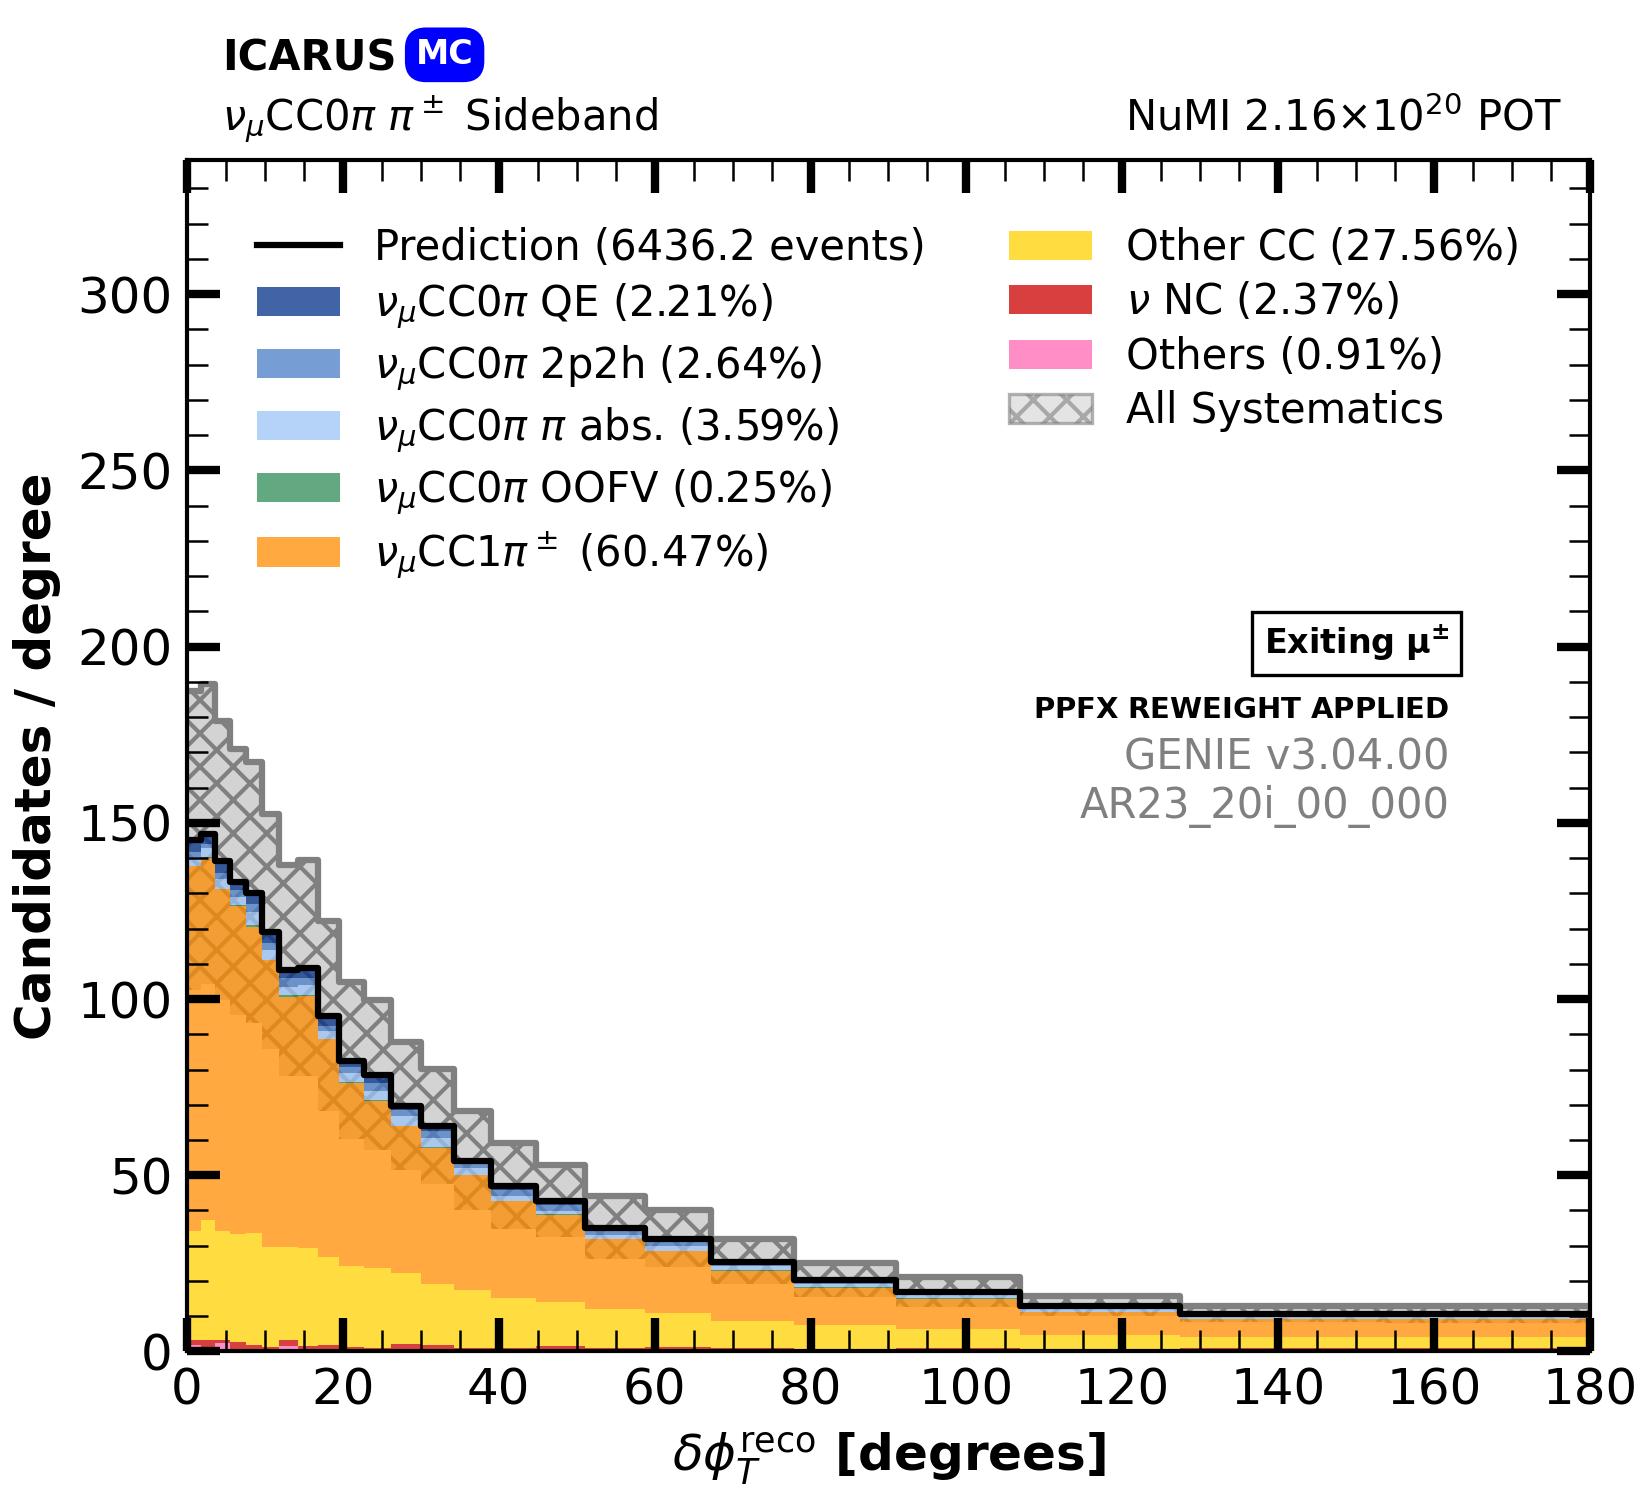 ICARUS MC
νμCC0π π± Sideband
NuMI 2.16×10²⁰ POT
Prediction (6436.2 events)
νμCC0π QE (2.21%)
νμCC0π 2p2h (2.64%)
νμCC0π π abs. (3.59%)
νμCC0π OOFV (0.25%)
νμCC1π± (60.47%)
Other CC (27.56%)
ν NC (2.37%)
Others (0.91%)
All Systematics
Exiting μ±
PPFX REWEIGHT APPLIED
GENIE v3.04.00
AR23_20i_00_000
Candidates / degree
300
250
200
150
100
50
0
0 20 40 60 80 100 120 140 160 180
δϕ_T^reco [degrees]